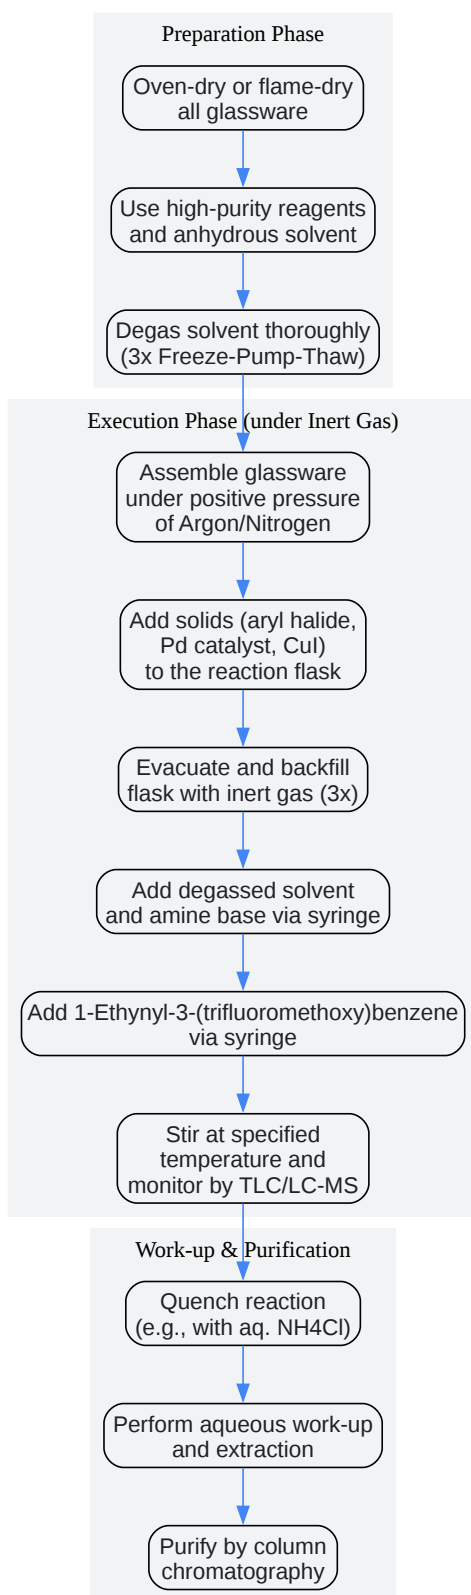 Preparation Phase
Oven-dry or flame-dry
all glassware
Use high-purity reagents
and anhydrous solvent
Degas solvent thoroughly
(3x Freeze-Pump-Thaw)
Execution Phase (under Inert Gas)
Assemble glassware
under positive pressure
of Argon/Nitrogen
Add solids (aryl halide,
Pd catalyst, CuI)
to the reaction flask
Evacuate and backfill
flask with inert gas (3x)
Add degassed solvent
and amine base via syringe
Add 1-Ethynyl-3-(trifluoromethoxy)benzene
via syringe
Stir at specified
temperature and
monitor by TLC/LC-MS
Work-up & Purification
Quench reaction
(e.g., with aq. NH4Cl)
Perform aqueous work-up
and extraction
Purify by column
chromatography